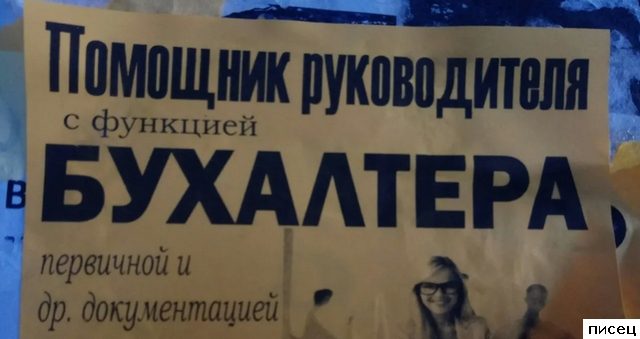 Помощник руководителя
с функцией
БУХАЛТЕРА
первичной и
др. документацией
В
писец